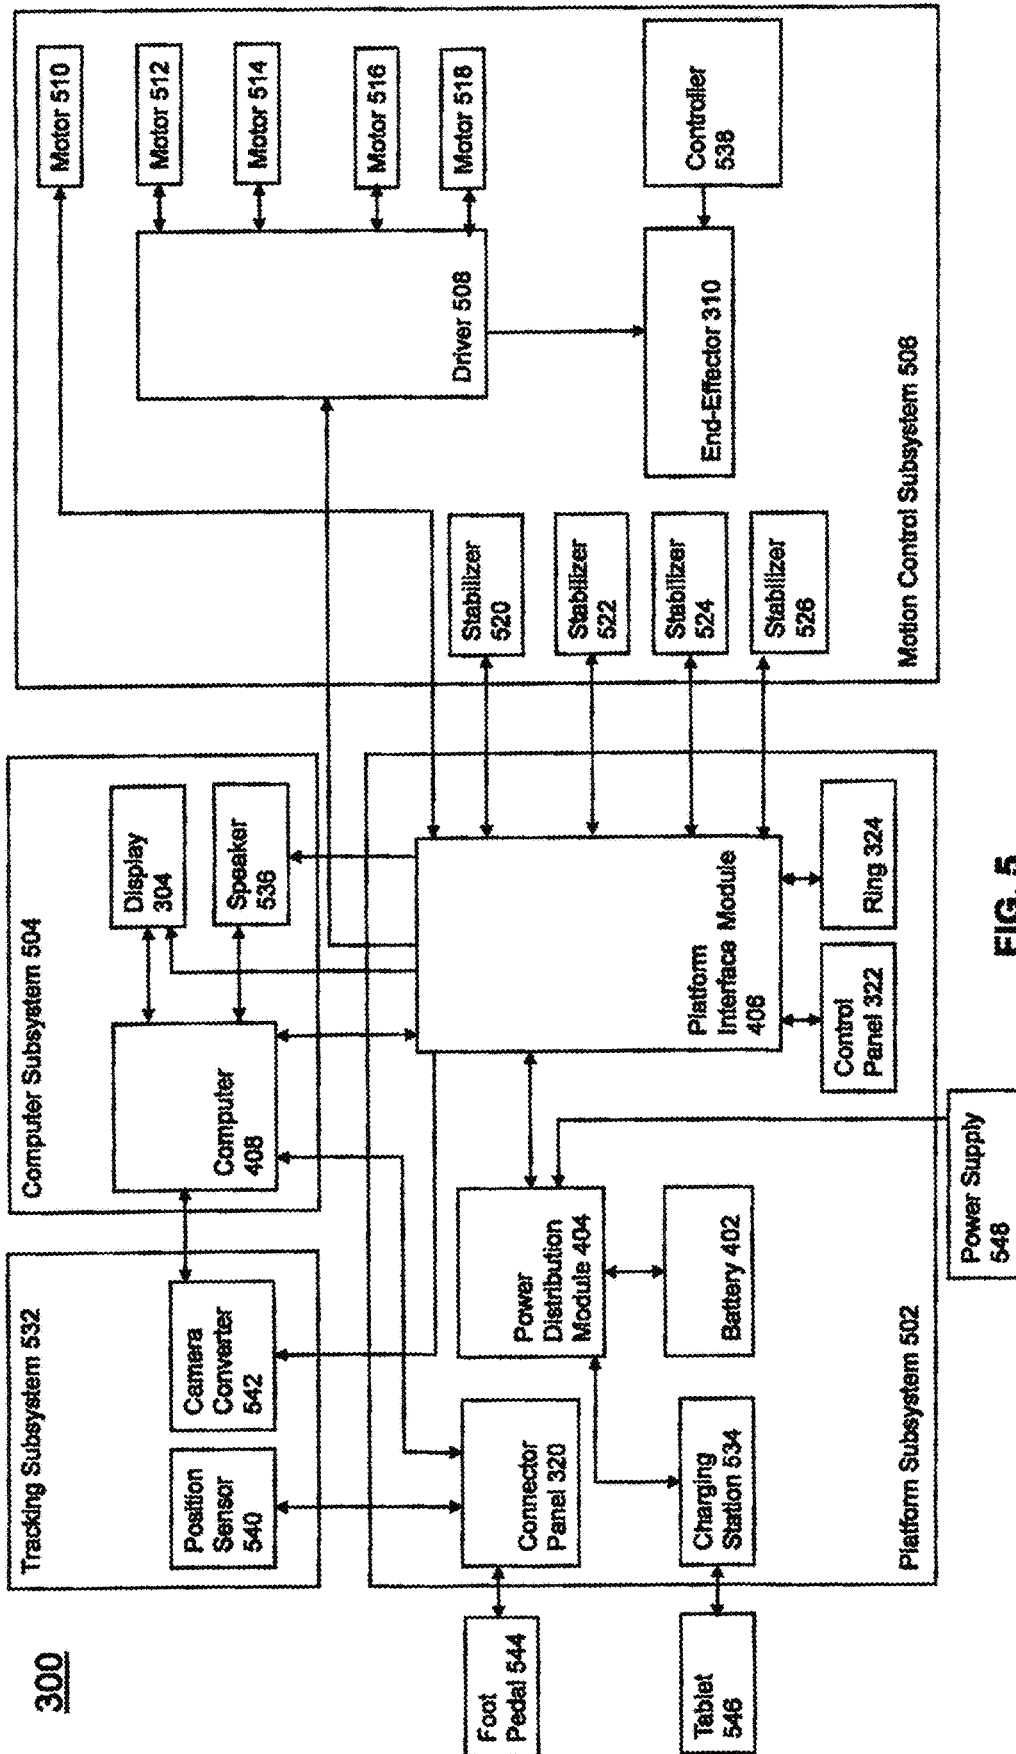 300
Tracking Subsystem 532
Position
Sensor
540
Camera
Converter
542
Computer Subsystem 504
Computer
408
Display
304
Speaker
536
Foot
Pedal 544
Tablet
546
Connector
Panel 320
Charging
Station 534
Power
Distribution
Module 404
Battery 402
Platform
Interface Module
406
Control
Panel 322
Ring 324
Platform Subsystem 502
Power Supply
548
Motor 510
Motor 512
Motor 514
Motor 516
Motor 518
Driver 508
Controller
538
End-Effector 310
Stabilizer
520
Stabilizer
522
Stabilizer
524
Stabilizer
526
Motion Control Subsystem 506
FIG. 5